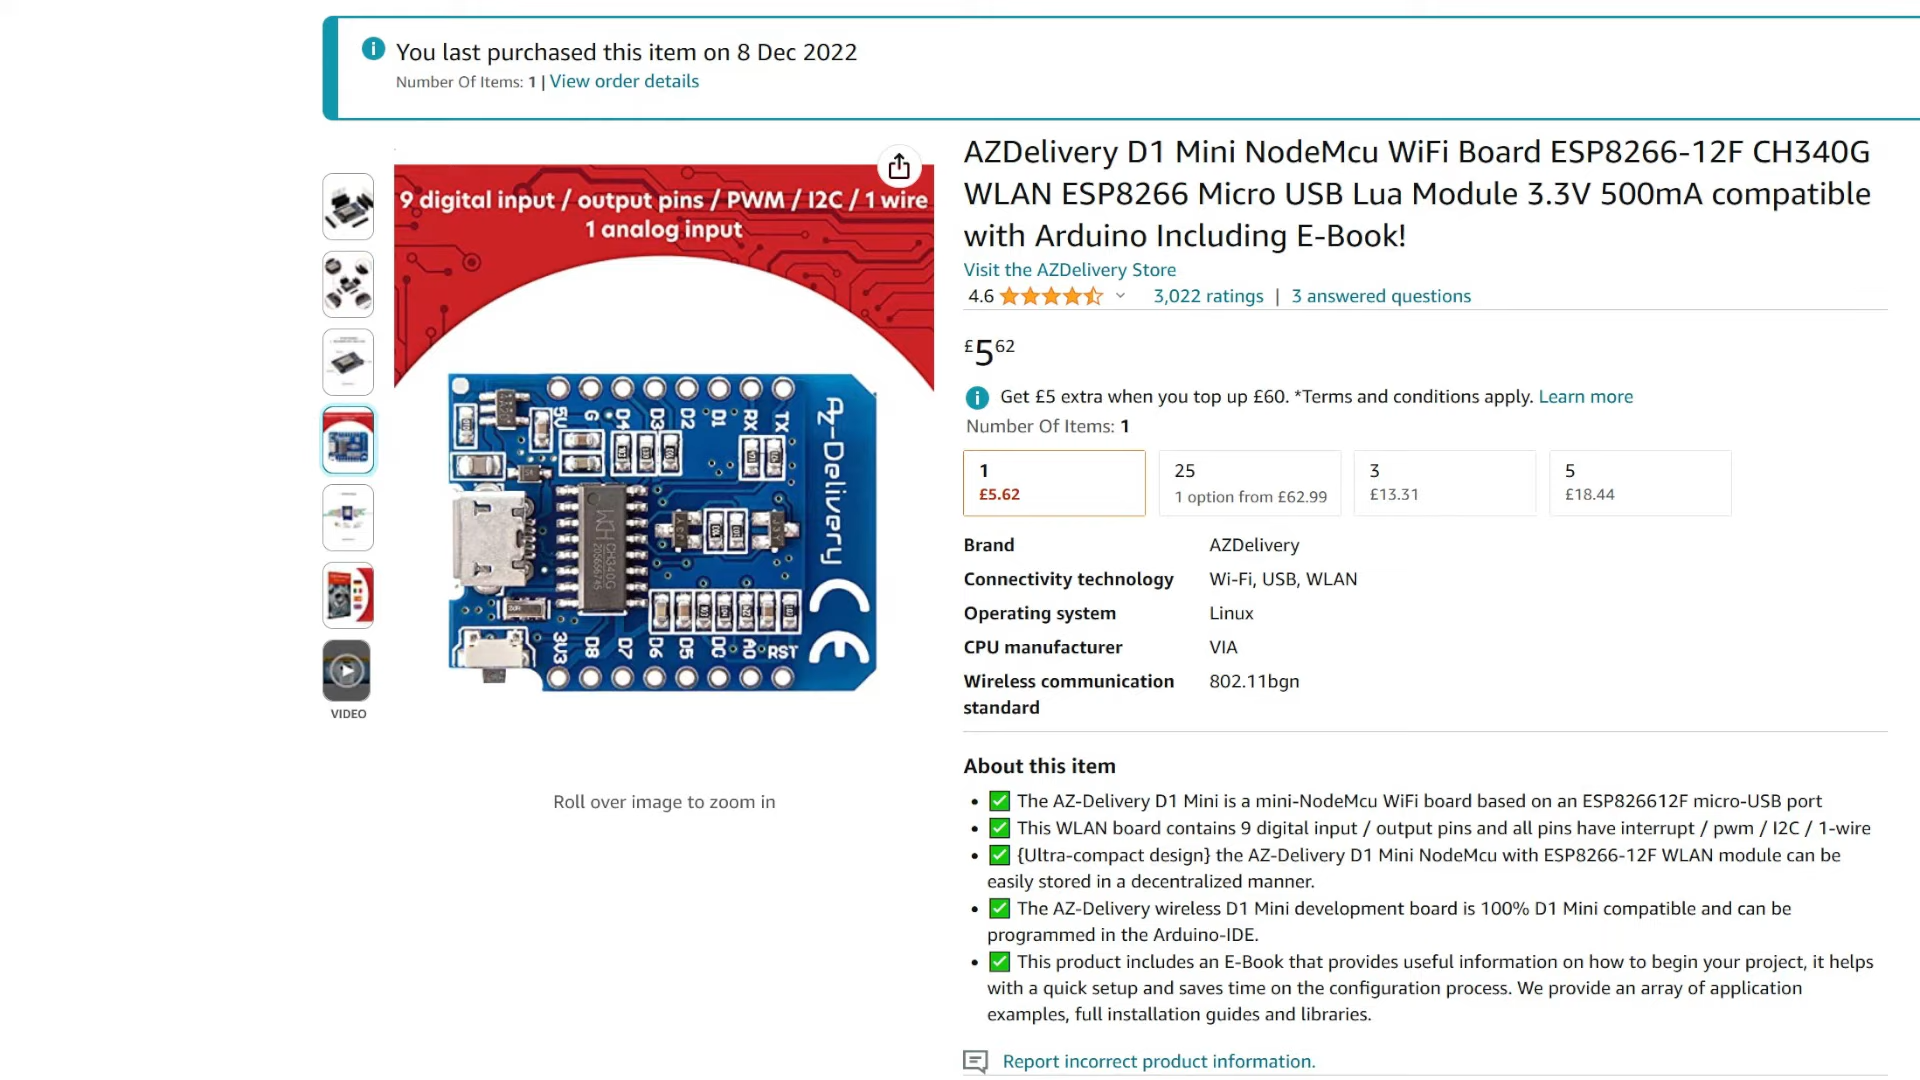 You last purchased this item on 8 Dec 2022
Number Of Items: 1 | View order details
9 digital input / output pins / PWM / I2C / 1 wire
1 analog input
5V G D4 D3 D2 D1 RX TX
AZ-Delivery
WCH
CH340G
3V3 D8 D7 D6 D5 D0 A0 RST
CE
VIDEO
Roll over image to zoom in
AZDelivery D1 Mini NodeMcu WiFi Board ESP8266-12F CH340G
WLAN ESP8266 Micro USB Lua Module 3.3V 500mA compatible
with Arduino Including E-Book!
Visit the AZDelivery Store
4.6 3,022 ratings | 3 answered questions
£5 62
Get £5 extra when you top up £60. *Terms and conditions apply. Learn more
Number Of Items: 1
1 25 3 5
£5.62 1 option from £62.99 £13.31 £18.44
Brand AZDelivery
Connectivity technology Wi-Fi, USB, WLAN
Operating system Linux
CPU manufacturer VIA
Wireless communication 802.11bgn
standard
About this item
• ✅ The AZ-Delivery D1 Mini is a mini-NodeMcu WiFi board based on an ESP826612F micro-USB port
• ✅ This WLAN board contains 9 digital input / output pins and all pins have interrupt / pwm / I2C / 1-wire
• ✅ {Ultra-compact design} the AZ-Delivery D1 Mini NodeMcu with ESP8266-12F WLAN module can be
easily stored in a decentralized manner.
• ✅ The AZ-Delivery wireless D1 Mini development board is 100% D1 Mini compatible and can be
programmed in the Arduino-IDE.
• ✅ This product includes an E-Book that provides useful information on how to begin your project, it helps
with a quick setup and saves time on the configuration process. We provide an array of application
examples, full installation guides and libraries.
Report incorrect product information.